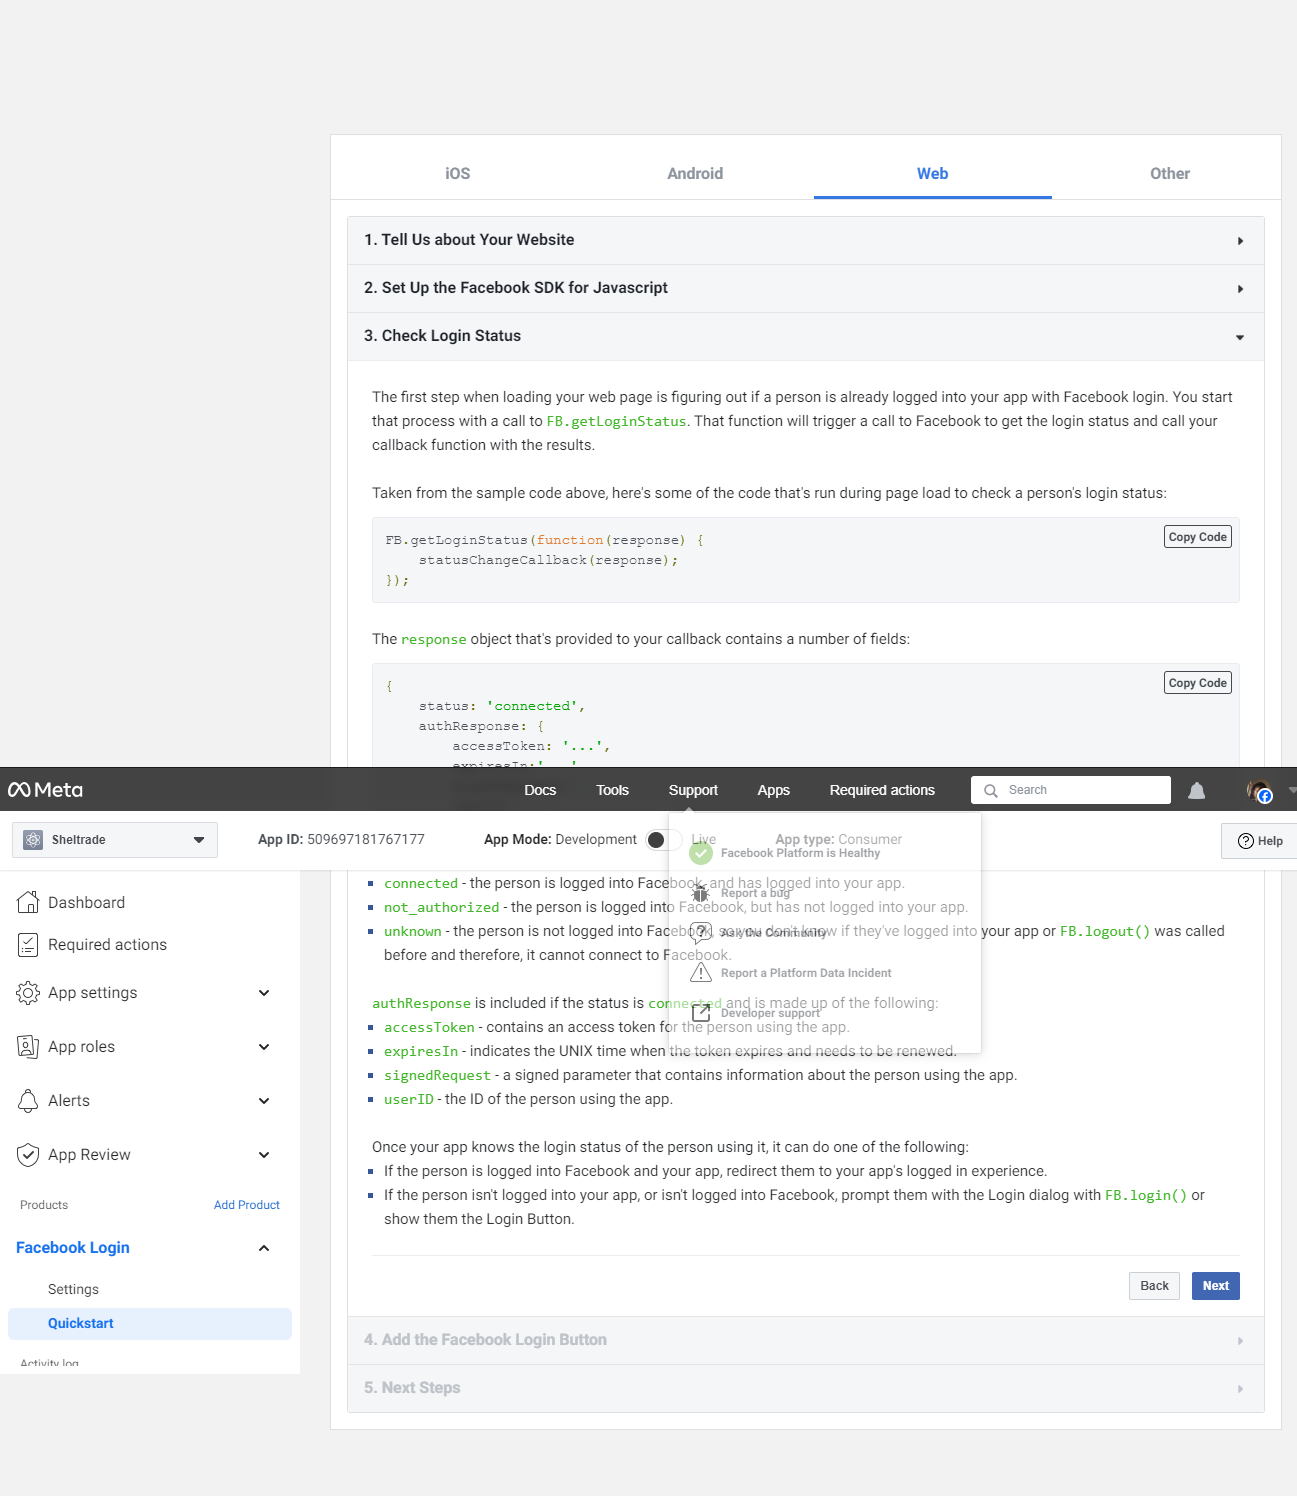 iOS
Android
Web
Other
1. Tell Us about Your Website
2. Set Up the Facebook SDK for Javascript
3. Check Login Status
The first step when loading your web page is figuring out if a person is already logged into your app with Facebook login. You start
that process with a call to FB.getLoginStatus. That function will trigger a call to Facebook to get the login status and call your
callback function with the results.
Taken from the sample code above, here's some of the code that's run during page load to check a person's login status:
Copy Code
FB.getLoginStatus(function(response) {
statusChangeCallback(response);
});
The response object that's provided to your callback contains a number of fields:
Copy Code
{
status: 'connected',
authResponse: {
accessToken: '...',
expiresIn:'...'
Meta
Docs
Tools
Support
Apps
Required actions
Search
Sheltrade
App ID: 509697181767177
App Mode: Development
Live
App type: Consumer
Help
Facebook Platform is Healthy
Report a bug
Ask the Community
Report a Platform Data Incident
Developer support
Dashboard
Required actions
App settings
App roles
Alerts
App Review
Products
Add Product
Facebook Login
Settings
Quickstart
Activity log
connected - the person is logged into Facebook, and has logged into your app.
not_authorized - the person is logged into Facebook, but has not logged into your app.
unknown - the person is not logged into Facebook, so you don't know if they've logged into your app or FB.logout() was called
before and therefore, it cannot connect to Facebook.
authResponse is included if the status is connected and is made up of the following:
accessToken - contains an access token for the person using the app.
expiresIn - indicates the UNIX time when the token expires and needs to be renewed.
signedRequest - a signed parameter that contains information about the person using the app.
userID - the ID of the person using the app.
Once your app knows the login status of the person using it, it can do one of the following:
If the person is logged into Facebook and your app, redirect them to your app's logged in experience.
If the person isn't logged into your app, or isn't logged into Facebook, prompt them with the Login dialog with FB.login() or
show them the Login Button.
Back
Next
4. Add the Facebook Login Button
5. Next Steps